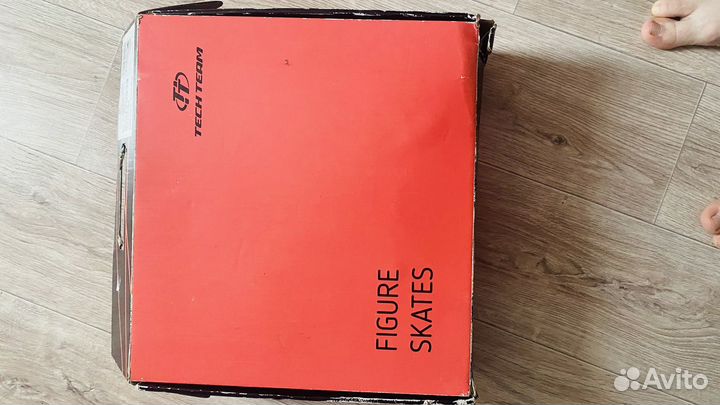 TECH TEAM
FIGURE
SKATES
Avito